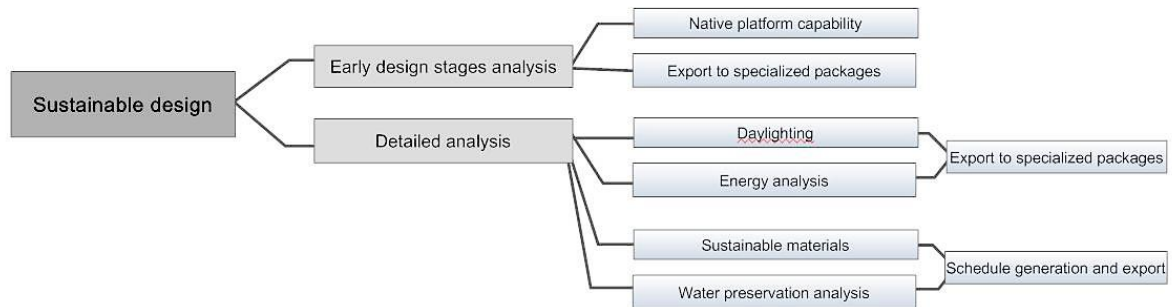 Sustainable design
Early design stages analysis
Native platform capability
Export to specialized packages
Detailed analysis
Daylighting
Energy analysis
Export to specialized packages
Sustainable materials
Water preservation analysis
Schedule generation and export